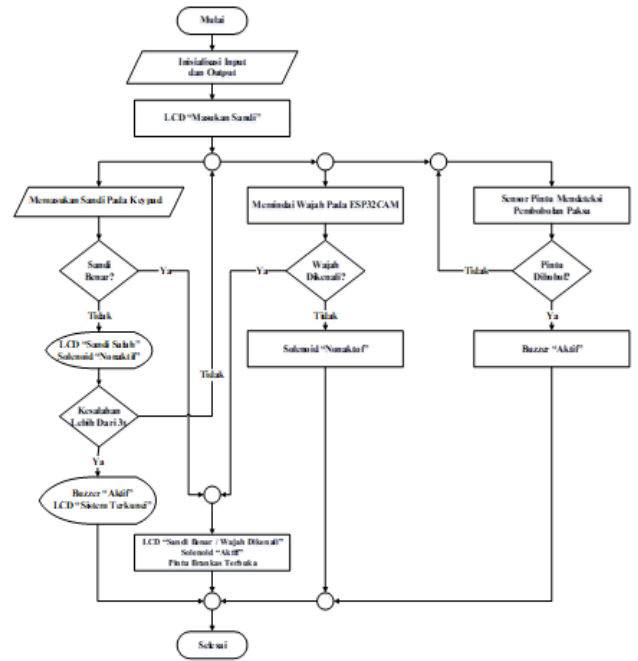 Mulai
Inisialisasi Input
dan Output
LCD “Masukan Sandi”
Memasukan Sandi Pada Keypad
Memindai Wajah Pada ESP32CAM
Sensor Pintu Mendeteksi
Pembobolan Paksa
Sandi
Benar?
Ya
Ya
Wajah
Dikenali?
Tidak
Pintu
Dibobol?
Tidak
Tidak
Ya
LCD “Sandi Salah”
Solenoid “Nonaktif”
Solenoid “Nonaktof”
Buzzer “Aktif”
Tidak
Kesalahan
Lebih Dari 3x
Ya
Buzzer “Aktif”
LCD “Sistem Terkunci”
LCD “Sandi Benar / Wajah Dikenali”
Solenoid “Aktif”
Pintu Brankas Terbuka
Selesai